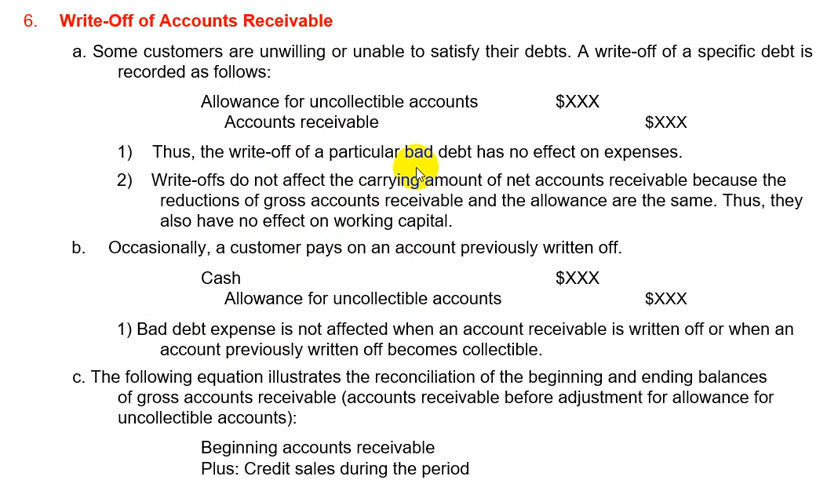 6. Write-Off of Accounts Receivable
a. Some customers are unwilling or unable to satisfy their debts. A write-off of a specific debt is
recorded as follows:
Allowance for uncollectible accounts $XXX
Accounts receivable $XXX
1) Thus, the write-off of a particular bad debt has no effect on expenses.
2) Write-offs do not affect the carrying amount of net accounts receivable because the
reductions of gross accounts receivable and the allowance are the same. Thus, they
also have no effect on working capital.
b. Occasionally, a customer pays on an account previously written off.
Cash $XXX
Allowance for uncollectible accounts $XXX
1) Bad debt expense is not affected when an account receivable is written off or when an
account previously written off becomes collectible.
c. The following equation illustrates the reconciliation of the beginning and ending balances
of gross accounts receivable (accounts receivable before adjustment for allowance for
uncollectible accounts):
Beginning accounts receivable
Plus: Credit sales during the period